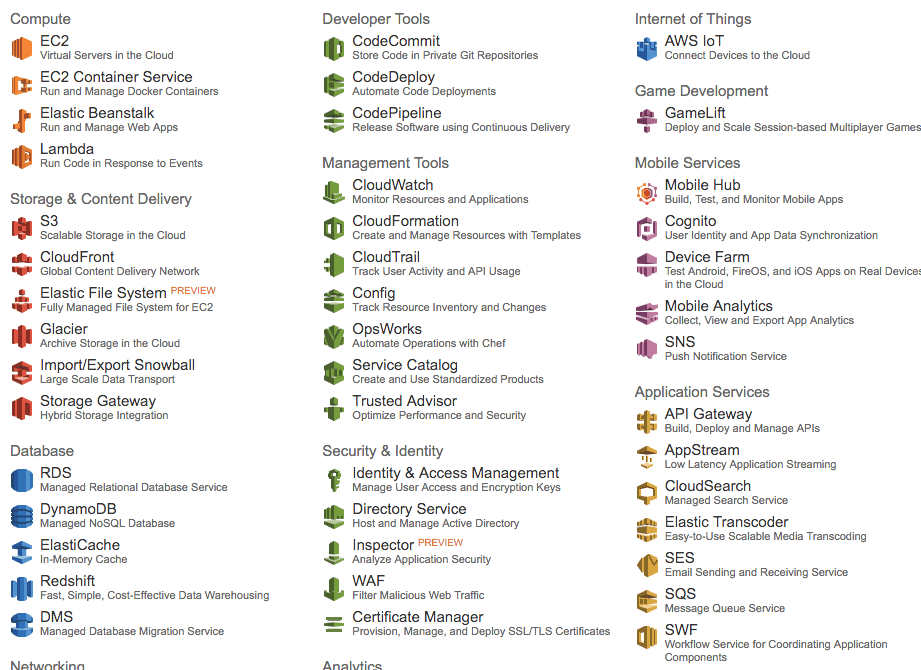 Compute
EC2
Virtual Servers in the Cloud
EC2 Container Service
Run and Manage Docker Containers
Elastic Beanstalk
Run and Manage Web Apps
Lambda
Run Code in Response to Events
Storage & Content Delivery
S3
Scalable Storage in the Cloud
CloudFront
Global Content Delivery Network
Elastic File System PREVIEW
Fully Managed File System for EC2
Glacier
Archive Storage in the Cloud
Import/Export Snowball
Large Scale Data Transport
Storage Gateway
Hybrid Storage Integration
Database
RDS
Managed Relational Database Service
DynamoDB
Managed NoSQL Database
ElastiCache
In-Memory Cache
Redshift
Fast, Simple, Cost-Effective Data Warehousing
DMS
Managed Database Migration Service
Networking
Developer Tools
CodeCommit
Store Code in Private Git Repositories
CodeDeploy
Automate Code Deployments
CodePipeline
Release Software using Continuous Delivery
Management Tools
CloudWatch
Monitor Resources and Applications
CloudFormation
Create and Manage Resources with Templates
CloudTrail
Track User Activity and API Usage
Config
Track Resource Inventory and Changes
OpsWorks
Automate Operations with Chef
Service Catalog
Create and Use Standardized Products
Trusted Advisor
Optimize Performance and Security
Security & Identity
Identity & Access Management
Manage User Access and Encryption Keys
Directory Service
Host and Manage Active Directory
Inspector PREVIEW
Analyze Application Security
WAF
Filter Malicious Web Traffic
Certificate Manager
Provision, Manage, and Deploy SSL/TLS Certificates
Analytics
Internet of Things
AWS IoT
Connect Devices to the Cloud
Game Development
GameLift
Deploy and Scale Session-based Multiplayer Games
Mobile Services
Mobile Hub
Build, Test, and Monitor Mobile Apps
Cognito
User Identity and App Data Synchronization
Device Farm
Test Android, FireOS, and iOS Apps on Real Devices
in the Cloud
Mobile Analytics
Collect, View and Export App Analytics
SNS
Push Notification Service
Application Services
API Gateway
Build, Deploy and Manage APIs
AppStream
Low Latency Application Streaming
CloudSearch
Managed Search Service
Elastic Transcoder
Easy-to-Use Scalable Media Transcoding
SES
Email Sending and Receiving Service
SQS
Message Queue Service
SWF
Workflow Service for Coordinating Application
Components